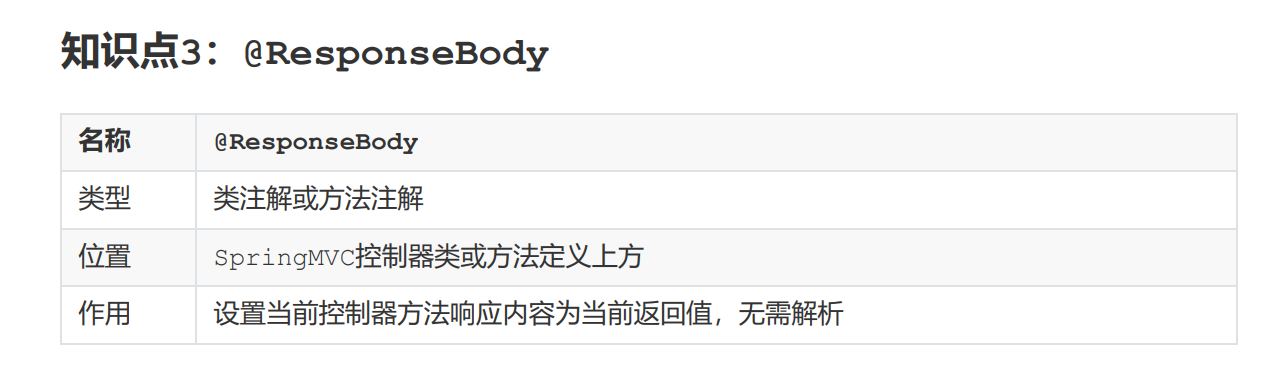 知识点3：@ResponseBody
名称 @ResponseBody
类型 类注解或方法注解
位置 SpringMVC控制器类或方法定义上方
作用 设置当前控制器方法响应内容为当前返回值，无需解析